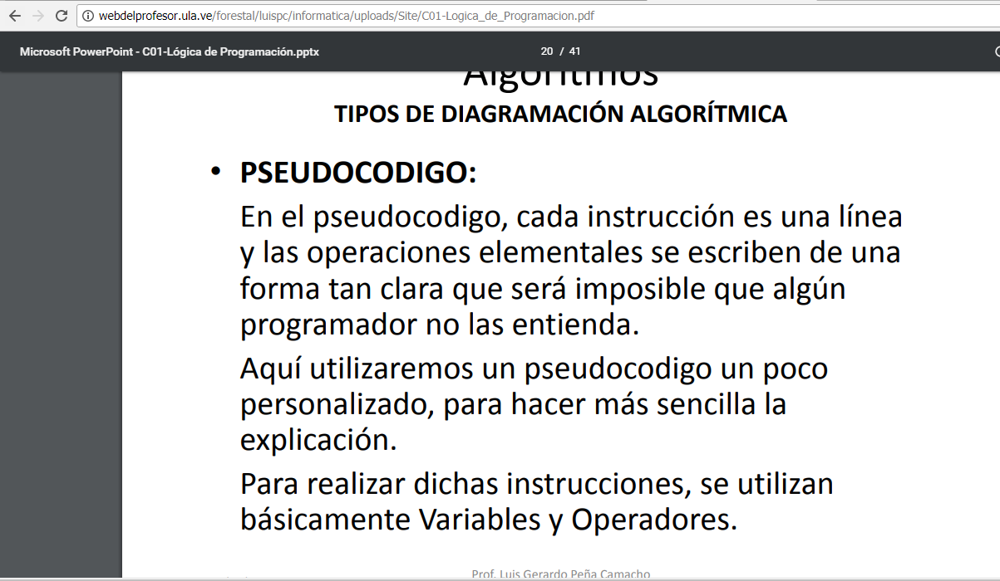 webdelprofesor.ula.ve/forestal/luispc/informatica/uploads/Site/C01-Logica_de_Programacion.pdf
Microsoft PowerPoint - C01-Lógica de Programación.pptx 20 / 41
Algoritmos
TIPOS DE DIAGRAMACIÓN ALGORÍTMICA
• PSEUDOCODIGO:
En el pseudocodigo, cada instrucción es una línea
y las operaciones elementales se escriben de una
forma tan clara que será imposible que algún
programador no las entienda.
Aquí utilizaremos un pseudocodigo un poco
personalizado, para hacer más sencilla la
explicación.
Para realizar dichas instrucciones, se utilizan
básicamente Variables y Operadores.
Prof. Luis Gerardo Peña Camacho